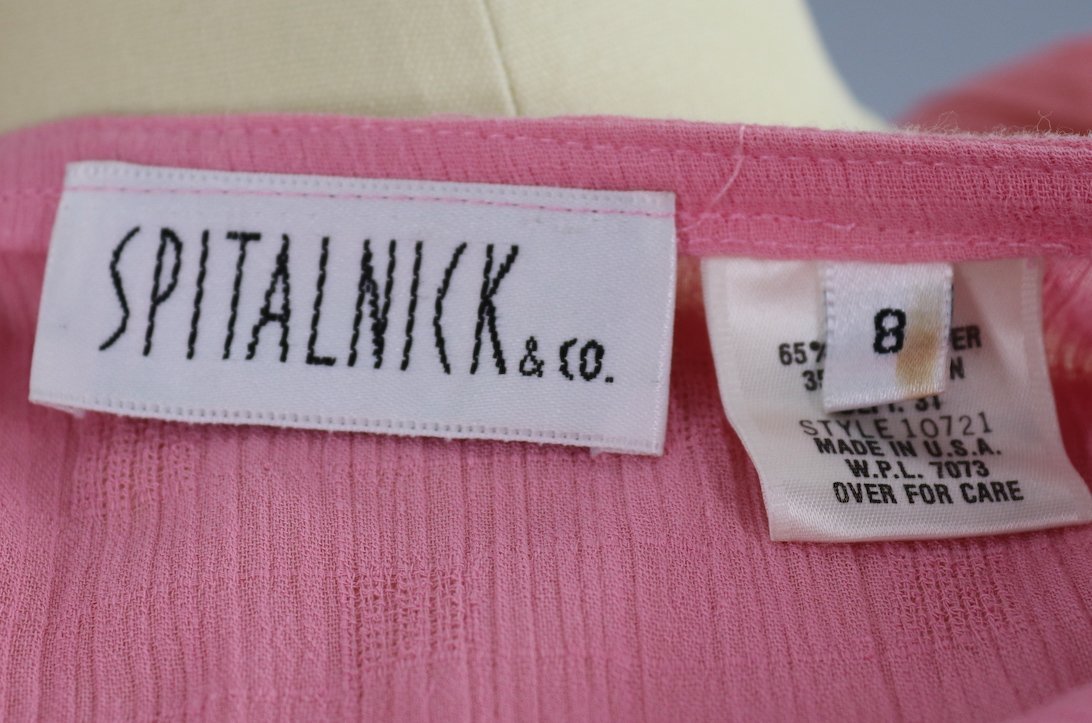 SPITALNICK
& CO.
8
65%
STYLE 10721
MADE IN U.S.A.
W.P.L. 7073
OVER FOR CARE